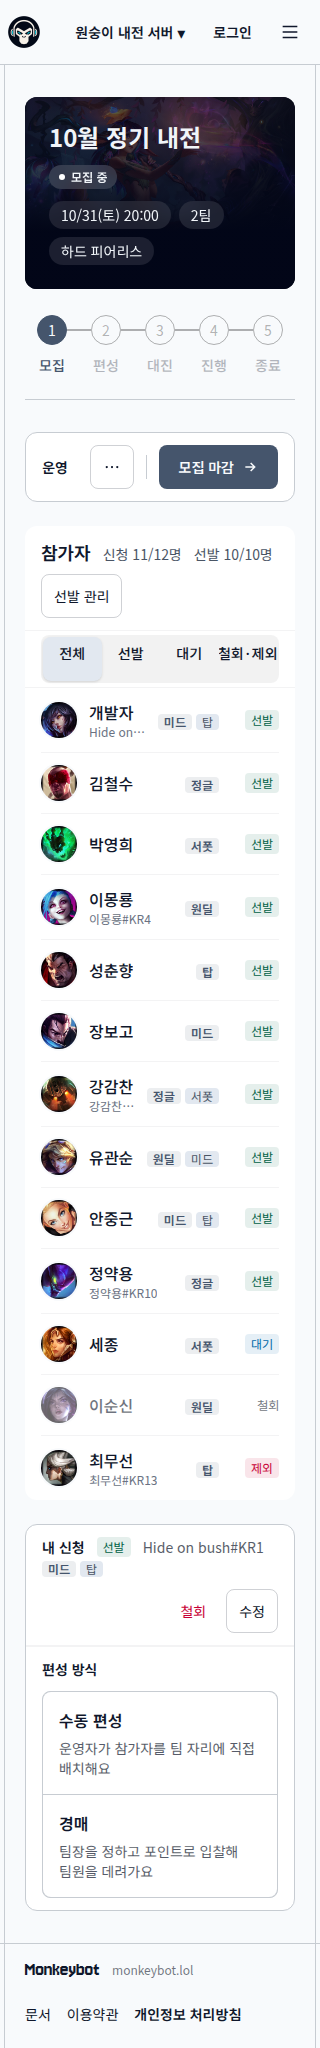 원숭이 내전 서버 ▾ 로그인
10월 정기 내전
모집 중
10/31(토) 20:00 2팀
하드 피어리스
1 2 3 4 5
모집 편성 대진 진행 종료
운영 ··· 모집 마감 →
참가자 신청 11/12명 선발 10/10명
선발 관리
전체 선발 대기 철회·제외
개발자 미드 탑 선발
Hide on···
김철수 정글 선발
박영희 서폿 선발
이몽룡 원딜 선발
이몽룡#KR4
성춘향 탑 선발
장보고 미드 선발
강감찬 정글 서폿 선발
강감찬···
유관순 원딜 미드 선발
안중근 미드 탑 선발
정약용 정글 선발
정약용#KR10
세종 서폿 대기
이순신 원딜 철회
최무선 탑 제외
최무선#KR13
내 신청 선발 Hide on bush#KR1
미드 탑
철회 수정
편성 방식
수동 편성
운영자가 참가자를 팀 자리에 직접
배치해요
경매
팀장을 정하고 포인트로 입찰해
팀원을 데려가요
Monkeybot monkeybot.lol
문서 이용약관 개인정보 처리방침